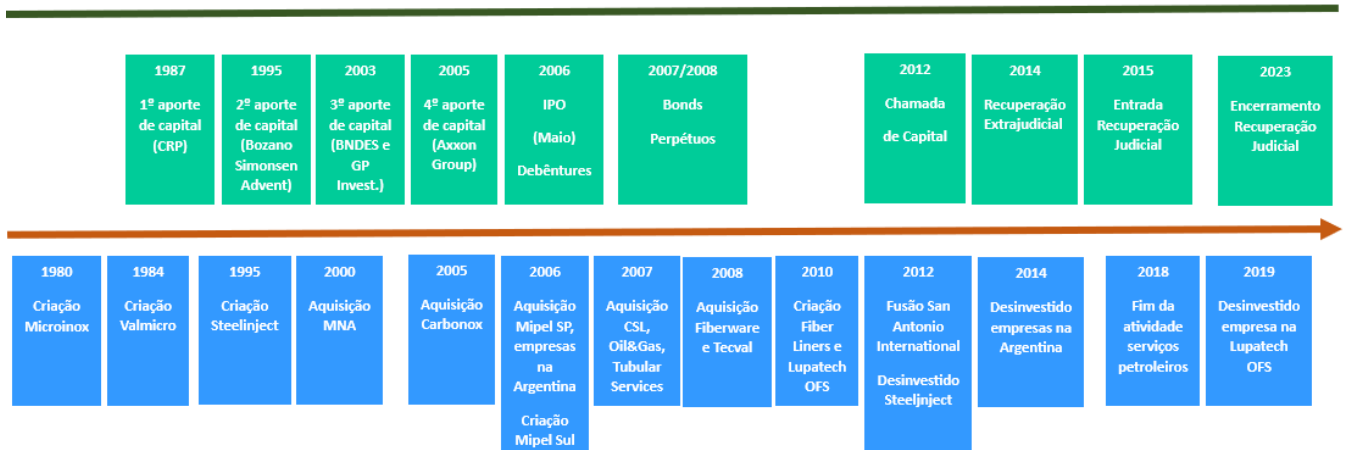 1987
1º aporte
de capital
(CRP)
1995
2º aporte
de capital
(Bozano
Simonsen
Advent)
2003
3º aporte
de capital
(BNDES e
GP
Invest.)
2005
4º aporte
de capital
(Axxon
Group)
2006
IPO
(Maio)
Debêntures
2007/2008
Bonds
Perpétuos
2012
Chamada
de Capital
2014
Recuperação
Extrajudicial
2015
Entrada
Recuperação
Judicial
2023
Encerramento
Recuperação
Judicial
1980
Criação
Microinox
1984
Criação
Valmicro
1995
Criação
Steelinject
2000
Aquisição
MNA
2005
Aquisição
Carbonox
2006
Aquisição
Mipel SP,
empresas
na
Argentina
Criação
Mipel Sul
2007
Aquisição
CSL,
Oil&Gas,
Tubular
Services
2008
Aquisição
Fiberware
e Tecval
2010
Criação
Fiber
Liners e
Lupatech
OFS
2012
Fusão San
Antonio
International
Desinvestido
Steeljnject
2014
Desinvestido
empresas na
Argentina
2018
Fim da
atividade
serviços
petroleiros
2019
Desinvestido
empresa na
Lupatech
OFS